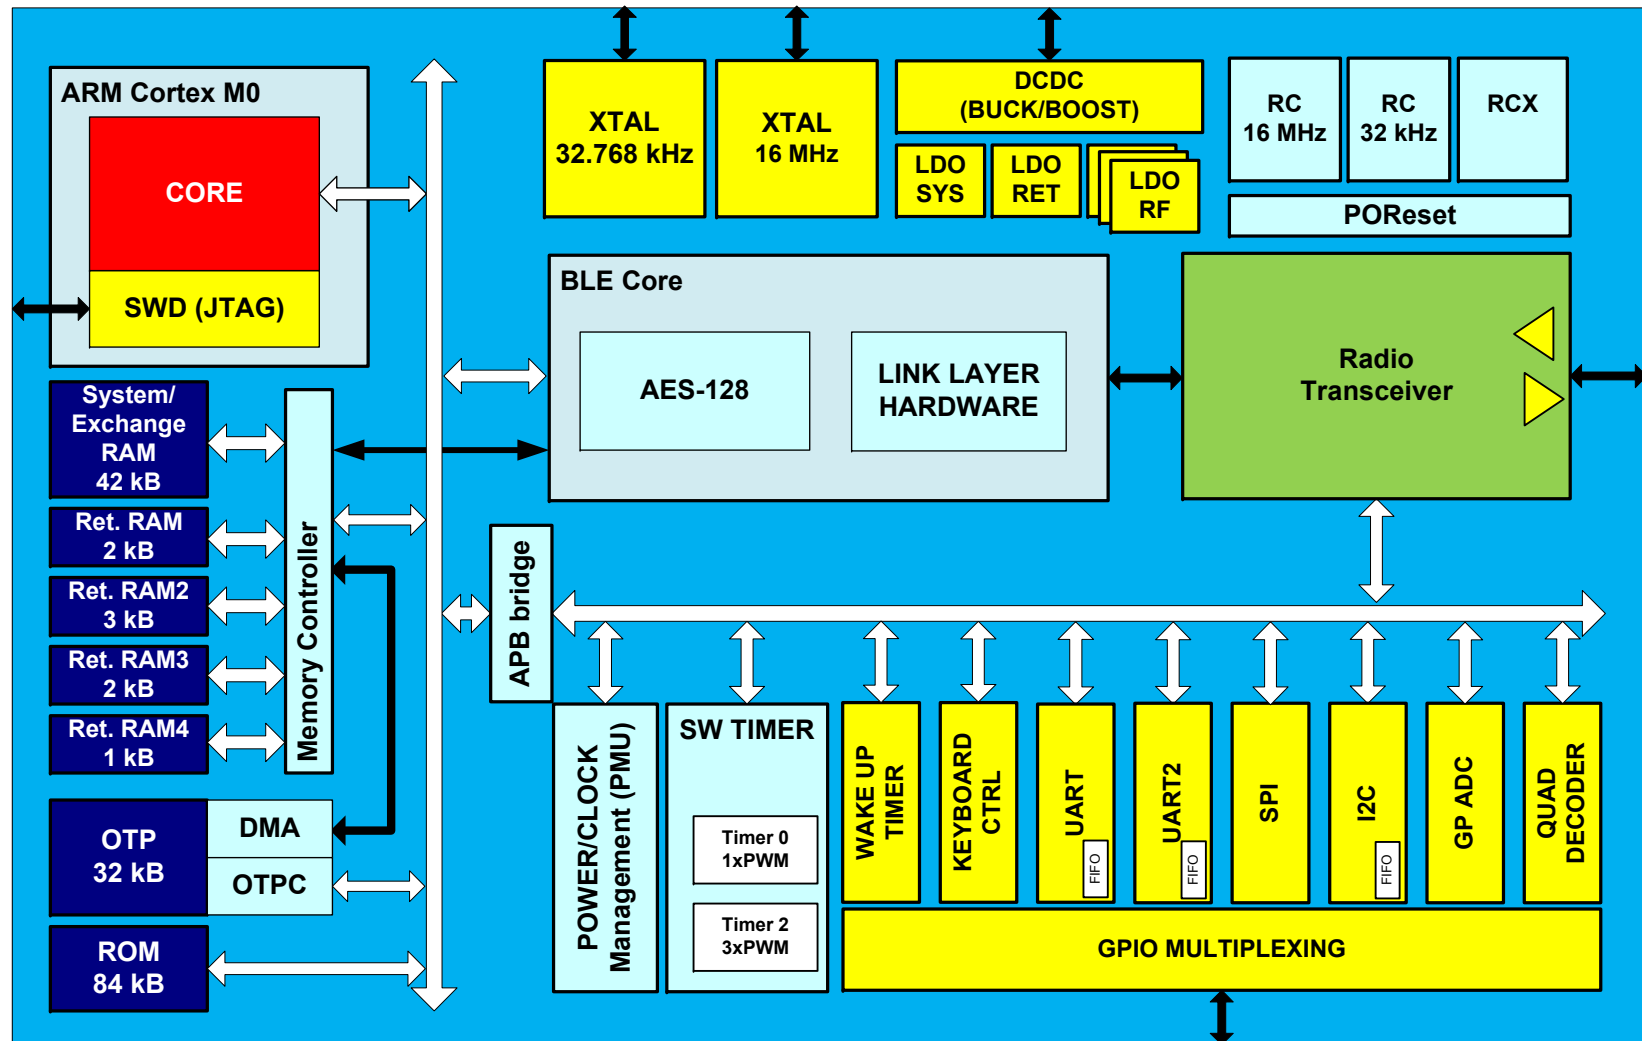 ARM Cortex M0
CORE
SWD (JTAG)
XTAL
32.768 kHz
XTAL
16 MHz
DCDC
(BUCK/BOOST)
LDO
SYS
LDO
RET
LDO
RF
RC
16 MHz
RC
32 kHz
RCX
POReset
BLE Core
AES-128
LINK LAYER
HARDWARE
Radio
Transceiver
System/
Exchange
RAM
42 kB
Ret. RAM
2 kB
Ret. RAM2
3 kB
Ret. RAM3
2 kB
Ret. RAM4
1 kB
Memory Controller
OTP
32 kB
DMA
OTPC
ROM
84 kB
APB bridge
POWER/CLOCK
Management (PMU)
SW TIMER
Timer 0
1xPWM
Timer 2
3xPWM
WAKE UP
TIMER
KEYBOARD
CTRL
UART
FIFO
UART2
FIFO
SPI
I2C
FIFO
GP ADC
QUAD
DECODER
GPIO MULTIPLEXING